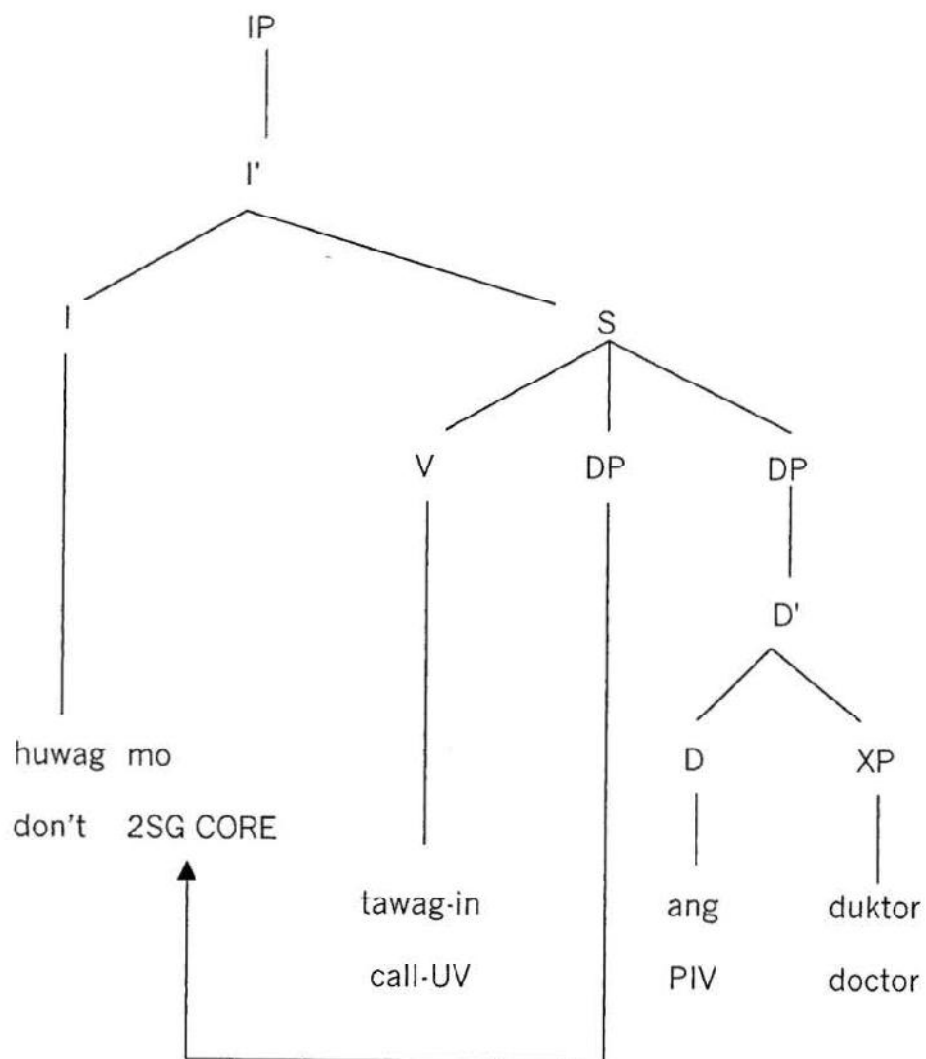 IP
I'
I
S
V DP DP
D'
huwag mo D XP
don't 2SG CORE
tawag-in ang duktor
call-UV PIV doctor